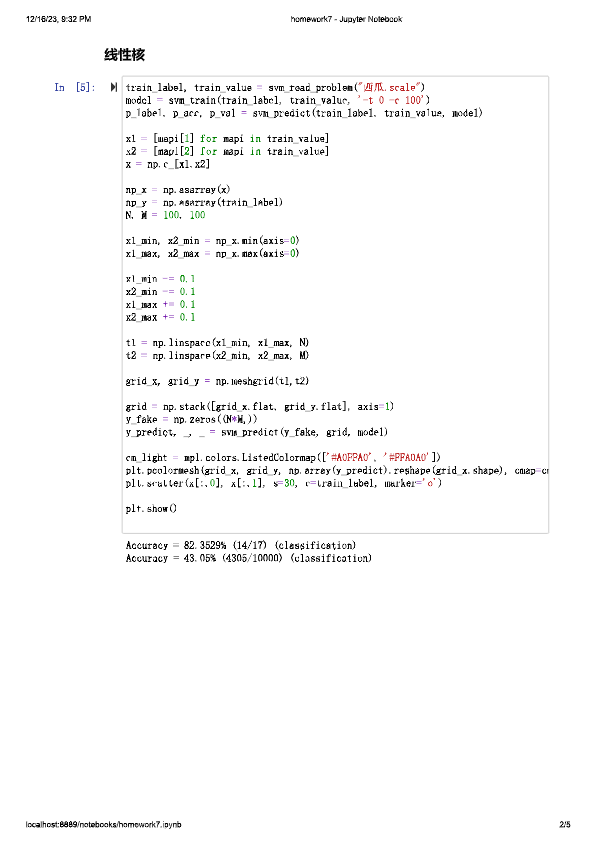 12/16/23, 9:32 PM homework7 - Jupyter Notebook
线性核
In [5]: train_label, train_value = svm_read_problem("西瓜.scale")
model = svm_train(train_label, train_value, '-t 0 -c 100')
p_label, p_acc, p_val = svm_predict(train_label, train_value, model)
x1 = [mapi[1] for mapi in train_value]
x2 = [mapi[2] for mapi in train_value]
x = np.c_[x1,x2]
np_x = np.asarray(x)
np_y = np.asarray(train_label)
N, M = 100, 100
x1_min, x2_min = np_x.min(axis=0)
x1_max, x2_max = np_x.max(axis=0)
x1_min -= 0.1
x2_min -= 0.1
x1_max += 0.1
x2_max += 0.1
t1 = np.linspace(x1_min, x1_max, N)
t2 = np.linspace(x2_min, x2_max, M)
grid_x, grid_y = np.meshgrid(t1,t2)
grid = np.stack([grid_x.flat, grid_y.flat], axis=1)
y_fake = np.zeros((N*M,))
y_predict, _, _ = svm_predict(y_fake, grid, model)
cm_light = mpl.colors.ListedColormap(['#A0FFA0', '#FFA0A0'])
plt.pcolormesh(grid_x, grid_y, np.array(y_predict).reshape(grid_x.shape), cmap=c
plt.scatter(x[:,0], x[:,1], s=30, c=train_label, marker='o')
plt.show()
Accuracy = 82.3529% (14/17) (classification)
Accuracy = 43.05% (4305/10000) (classification)
localhost:8889/notebooks/homework7.ipynb 2/5